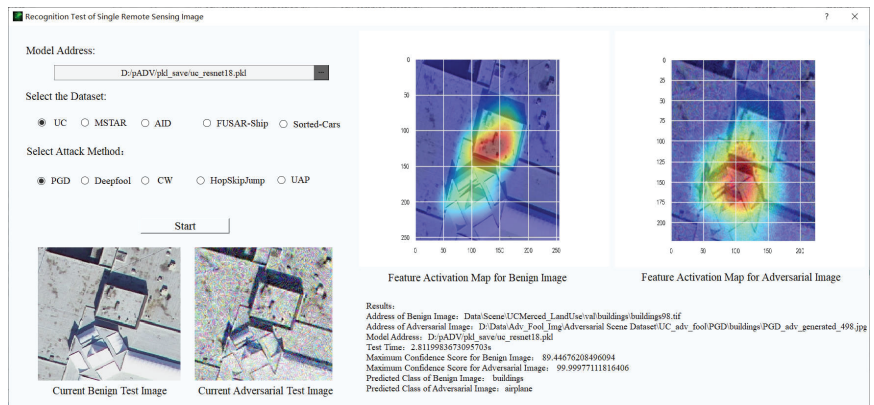 Recognition Test of Single Remote Sensing Image
? ×
Model Address:
D:/pADV/pkl_save/uc_resnet18.pkl
...
Select the Dataset:
UC MSTAR AID FUSAR-Ship Sorted-Cars
Select Attack Method:
PGD Deepfool CW HopSkipJump UAP
Start
Current Benign Test Image
Current Adversarial Test Image
0
50
100
150
200
250
0 50 100 150 200 250
Feature Activation Map for Benign Image
0
25
50
75
100
125
150
175
200
0 50 100 150 200
Feature Activation Map for Adversarial Image
Results:
Address of Benign Image: Data\Scene\UCMerced_LandUse\val\buildings\buildings98.tif
Address of Adversarial Image: D:\Data\Adv_Fool_Img\Adversarial Scene Dataset\UC_adv_fool\PGD\buildings\PGD_adv_generated_498.jpg
Model Address: D:/pADV/pkl_save/uc_resnet18.pkl
Test Time: 2.8119983673095703s
Maximum Confidence Score for Benign Image: 89.44676208496094
Maximum Confidence Score for Adversarial Image: 99.99977111816406
Predicted Class of Benign Image: buildings
Predicted Class of Adversarial Image: airplane